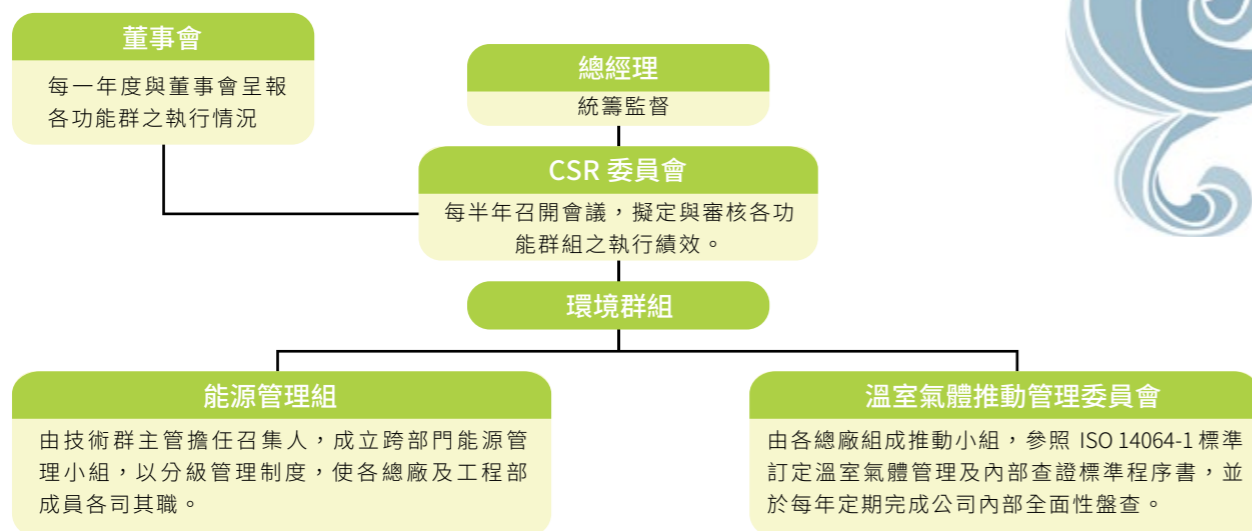 董事會
每一年度與董事會呈報
各功能群之執行情況
總經理
統籌監督
CSR 委員會
每半年召開會議，擬定與審核各功
能群組之執行績效。
環境群組
能源管理組
由技術群主管擔任召集人，成立跨部門能源管
理小組，以分級管理制度，使各總廠及工程部
成員各司其職。
溫室氣體推動管理委員會
由各總廠組成推動小組，參照 ISO 14064-1 標準
訂定溫室氣體管理及內部查證標準程序書，並
於每年定期完成公司內部全面性盤查。